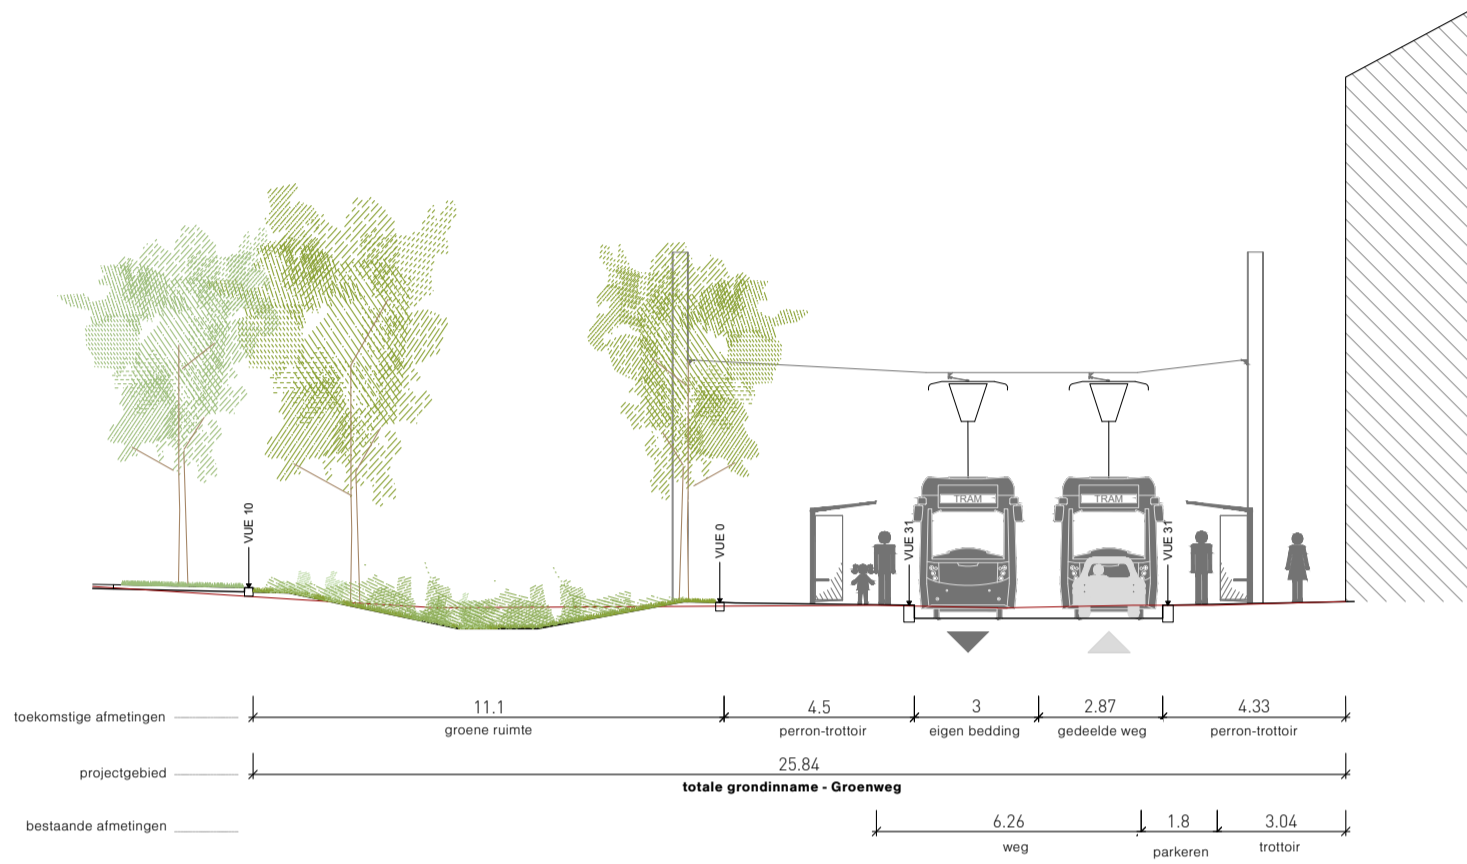 TRAM
TRAM
VUE 10
VUE 0
VUE 31
VUE 31
toekomstige afmetingen
11.1
4.5
3
2.87
4.33
groene ruimte
perron-trottoir
eigen bedding
gedeelde weg
perron-trottoir
projectgebied
25.84
totale grondinname - Groenweg
bestaande afmetingen
6.26
1.8
3.04
weg
parkeren
trottoir